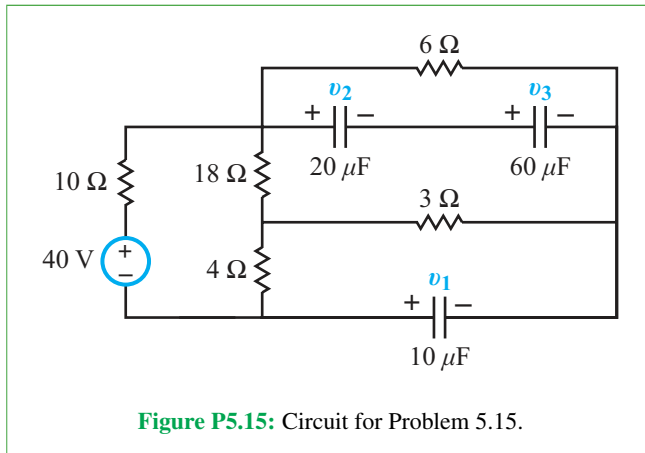 6 Ω
v2
v3
+ −
+ −
20 μF
60 μF
10 Ω
18 Ω
3 Ω
40 V
+
−
4 Ω
v1
+ −
10 μF
Figure P5.15: Circuit for Problem 5.15.